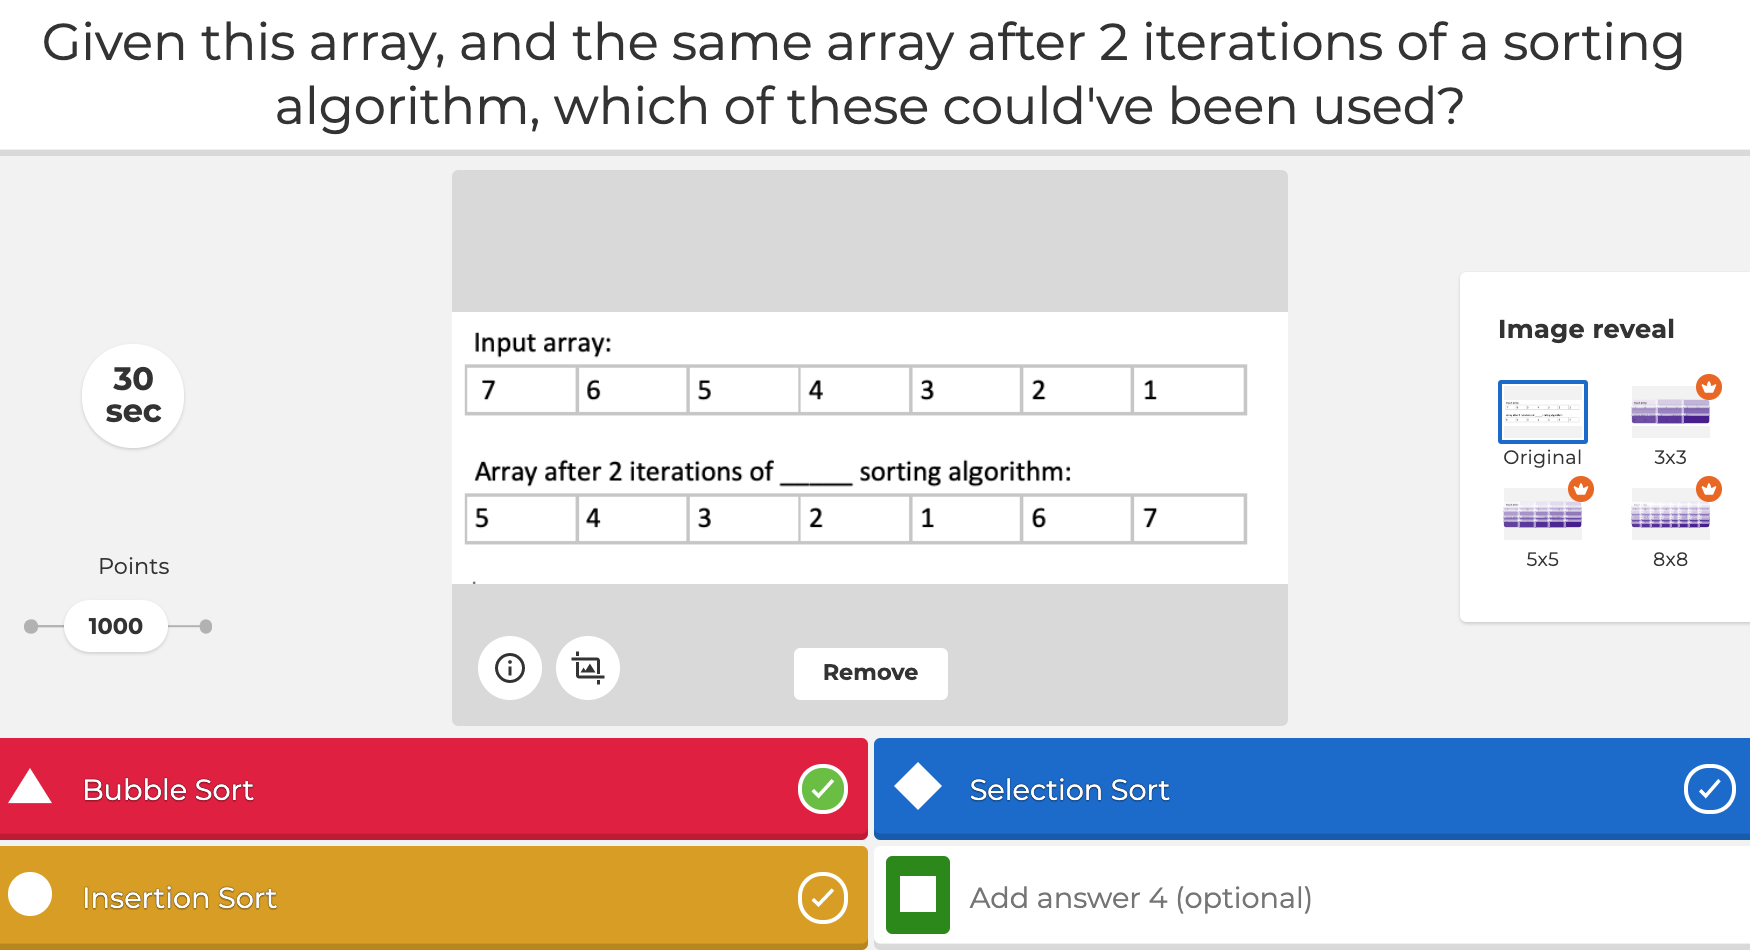 Given this array, and the same array after 2 iterations of a sorting
algorithm, which of these could've been used?
30
sec
Points
1000
Input array:
7 6 5 4 3 2 1
Array after 2 iterations of _____ sorting algorithm:
5 4 3 2 1 6 7
Remove
Image reveal
Original 3x3
5x5 8x8
Bubble Sort
Selection Sort
Insertion Sort
Add answer 4 (optional)